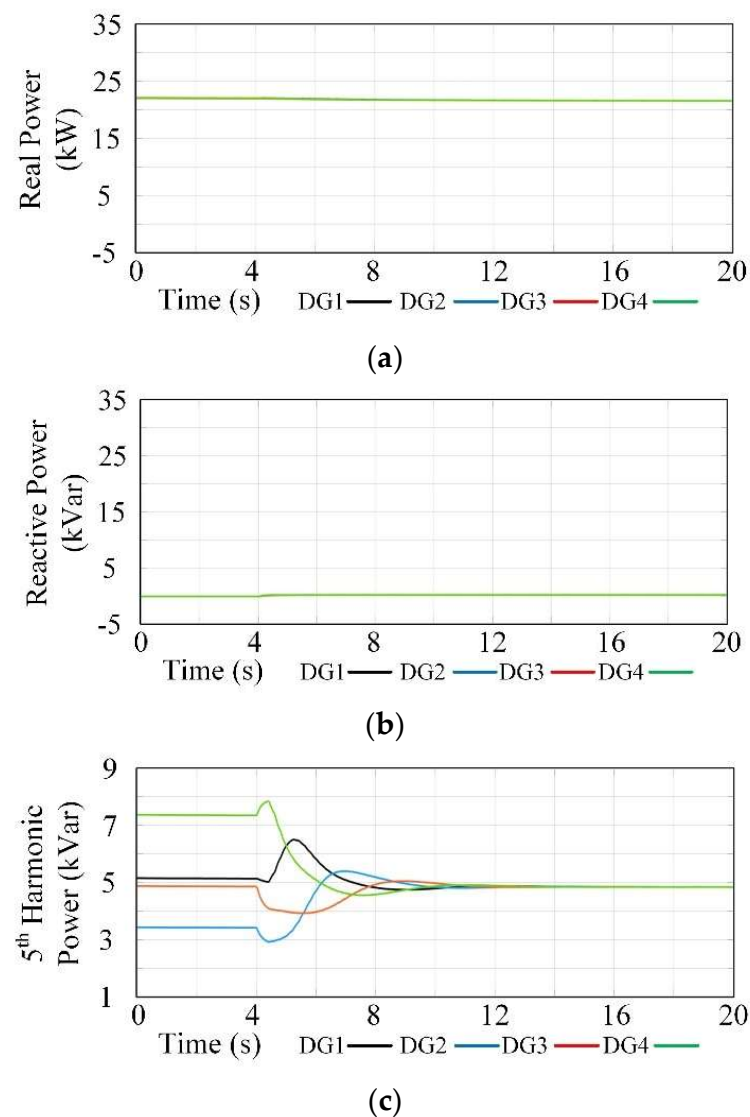 35
25
15
5
-5
Real Power
(kW)
0 4 8 12 16 20
Time (s) DG1 DG2 DG3 DG4
(a)
35
25
15
5
-5
Reactive Power
(kVar)
0 4 8 12 16 20
Time (s) DG1 DG2 DG3 DG4
(b)
9
7
5
3
1
5th Harmonic
Power (kVar)
0 4 8 12 16 20
Time (s) DG1 DG2 DG3 DG4
(c)